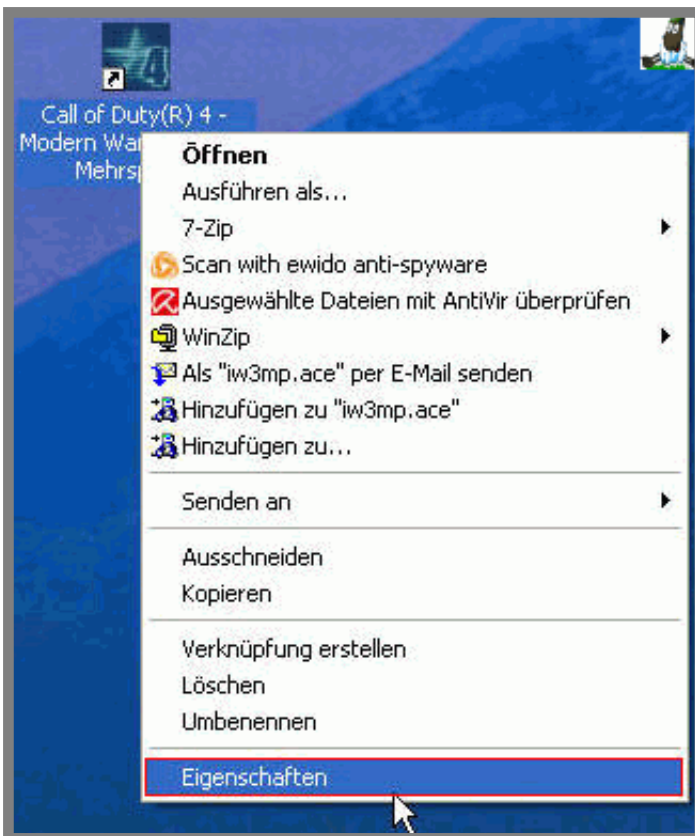 Call of Duty(R) 4 -
Modern
Öffnen
Ausführen als...
7-Zip
Scan with ewido anti-spyware
Ausgewählte Dateien mit AntiVir überprüfen
WinZip
Als "iw3mp.ace" per E-Mail senden
Hinzufügen zu "iw3mp.ace"
Hinzufügen zu...
Senden an
Ausschneiden
Kopieren
Verknüpfung erstellen
Löschen
Umbenennen
Eigenschaften